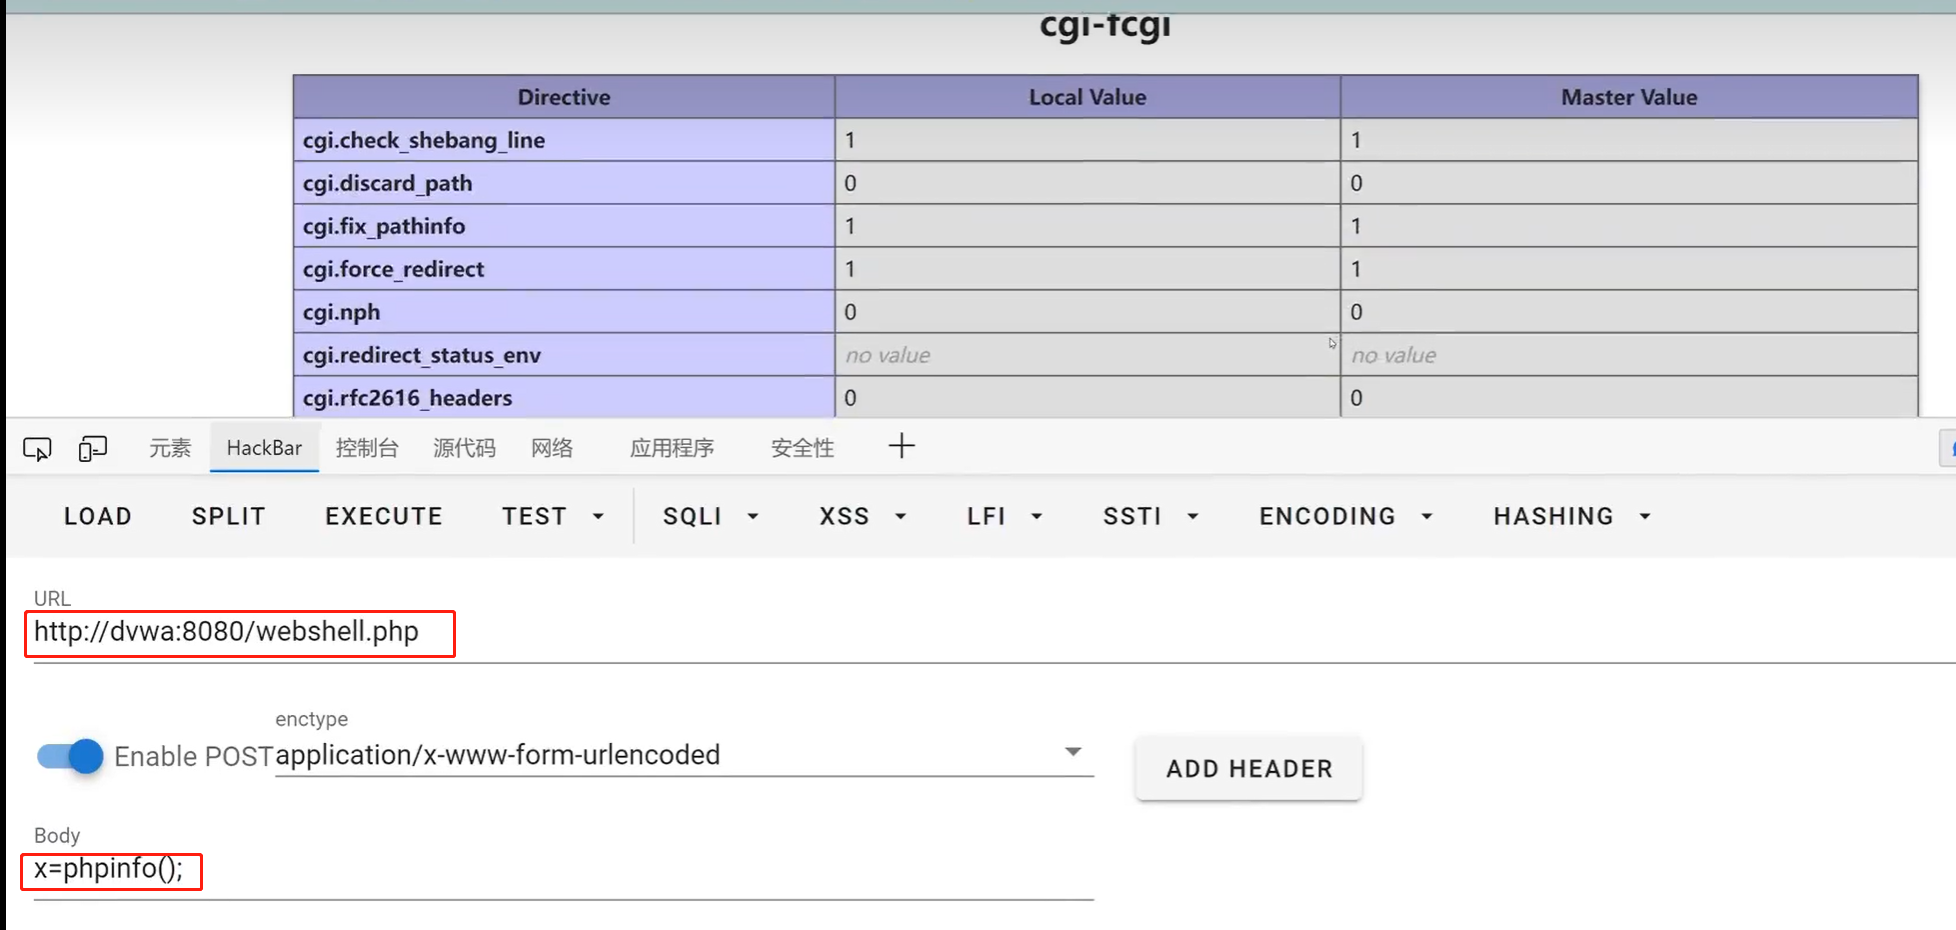 cgi-fcgi
Directive Local Value Master Value
cgi.check_shebang_line 1 1
cgi.discard_path 0 0
cgi.fix_pathinfo 1 1
cgi.force_redirect 1 1
cgi.nph 0 0
cgi.redirect_status_env no value no value
cgi.rfc2616_headers 0 0
元素 HackBar 控制台 源代码 网络 应用程序 安全性
LOAD SPLIT EXECUTE TEST SQLI XSS LFI SSTI ENCODING HASHING
URL
http://dvwa:8080/webshell.php
enctype
Enable POST application/x-www-form-urlencoded
ADD HEADER
Body
x=phpinfo();